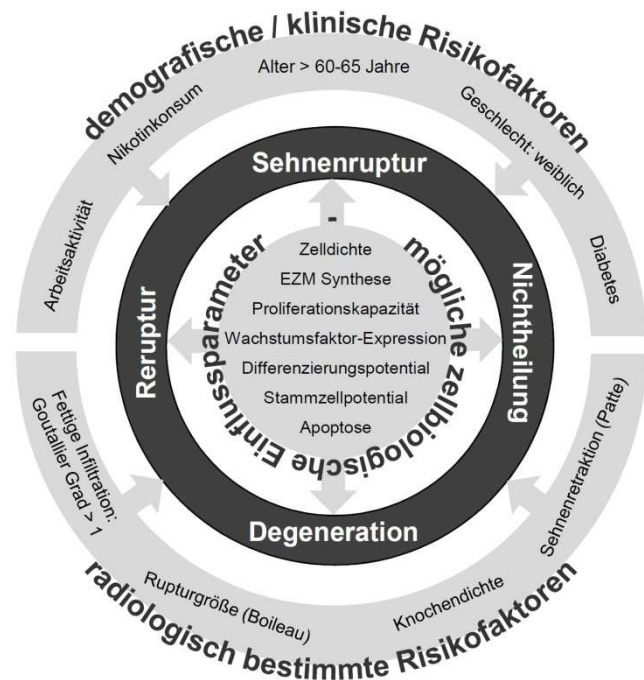 demografische / klinische Risikofaktoren
Alter > 60-65 Jahre
Nikotinkonsum
Geschlecht: weiblich
Arbeitsaktivität
Diabetes
Sehnenruptur
Reruptur
Nichtheilung
Degeneration
-
mögliche zellbiologische Einflussparameter
Zelldichte
EZM Synthese
Proliferationskapazität
Wachstumsfaktor-Expression
Differenzierungspotential
Stammzellpotential
Apoptose
Fettige Infiltration:
Goutallier Grad > 1
Sehnenretraktion (Patte)
Rupturgröße (Boileau)
Knochendichte
radiologisch bestimmte Risikofaktoren